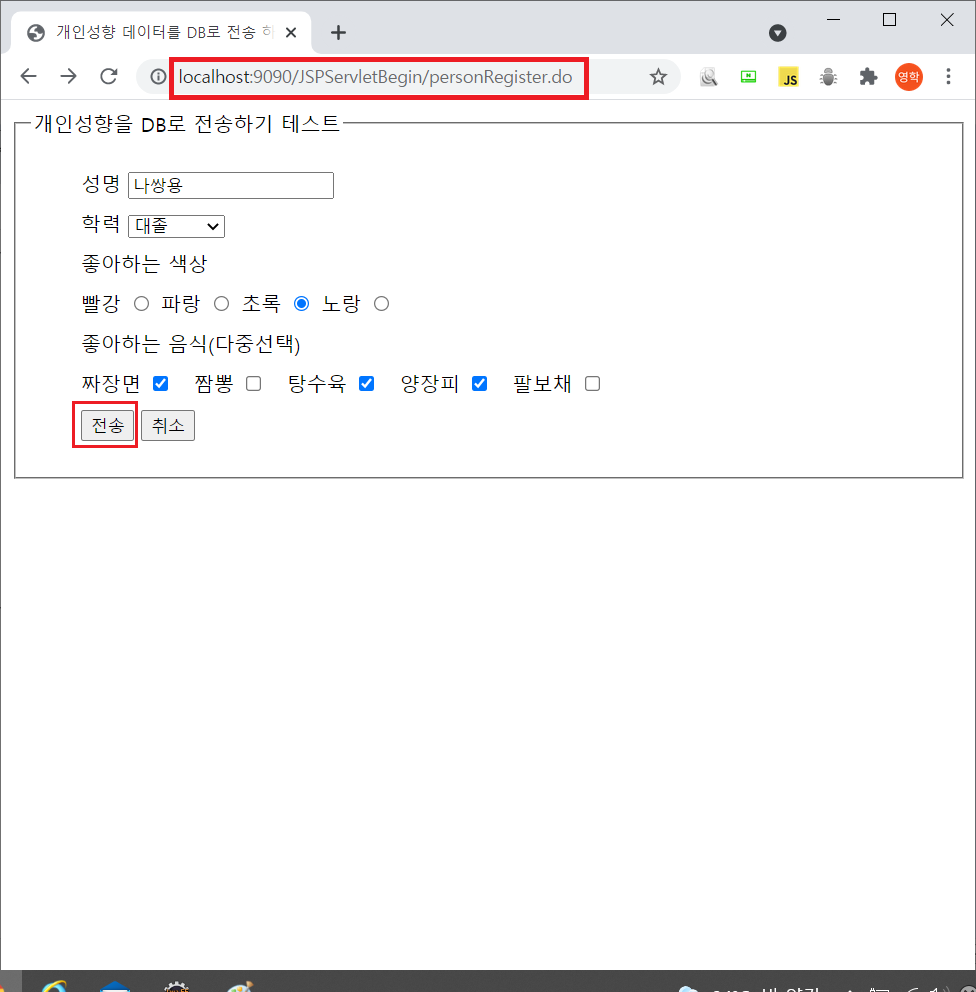 개인성향 데이터를 DB로 전송 하
localhost:9090/JSPServletBegin/personRegister.do
N
JS
영학
개인성향을 DB로 전송하기 테스트
성명 나쌍용
학력 대졸
좋아하는 색상
빨강 파랑 초록 노랑
좋아하는 음식(다중선택)
짜장면 짬뽕 탕수육 양장피 팔보채
전송 취소